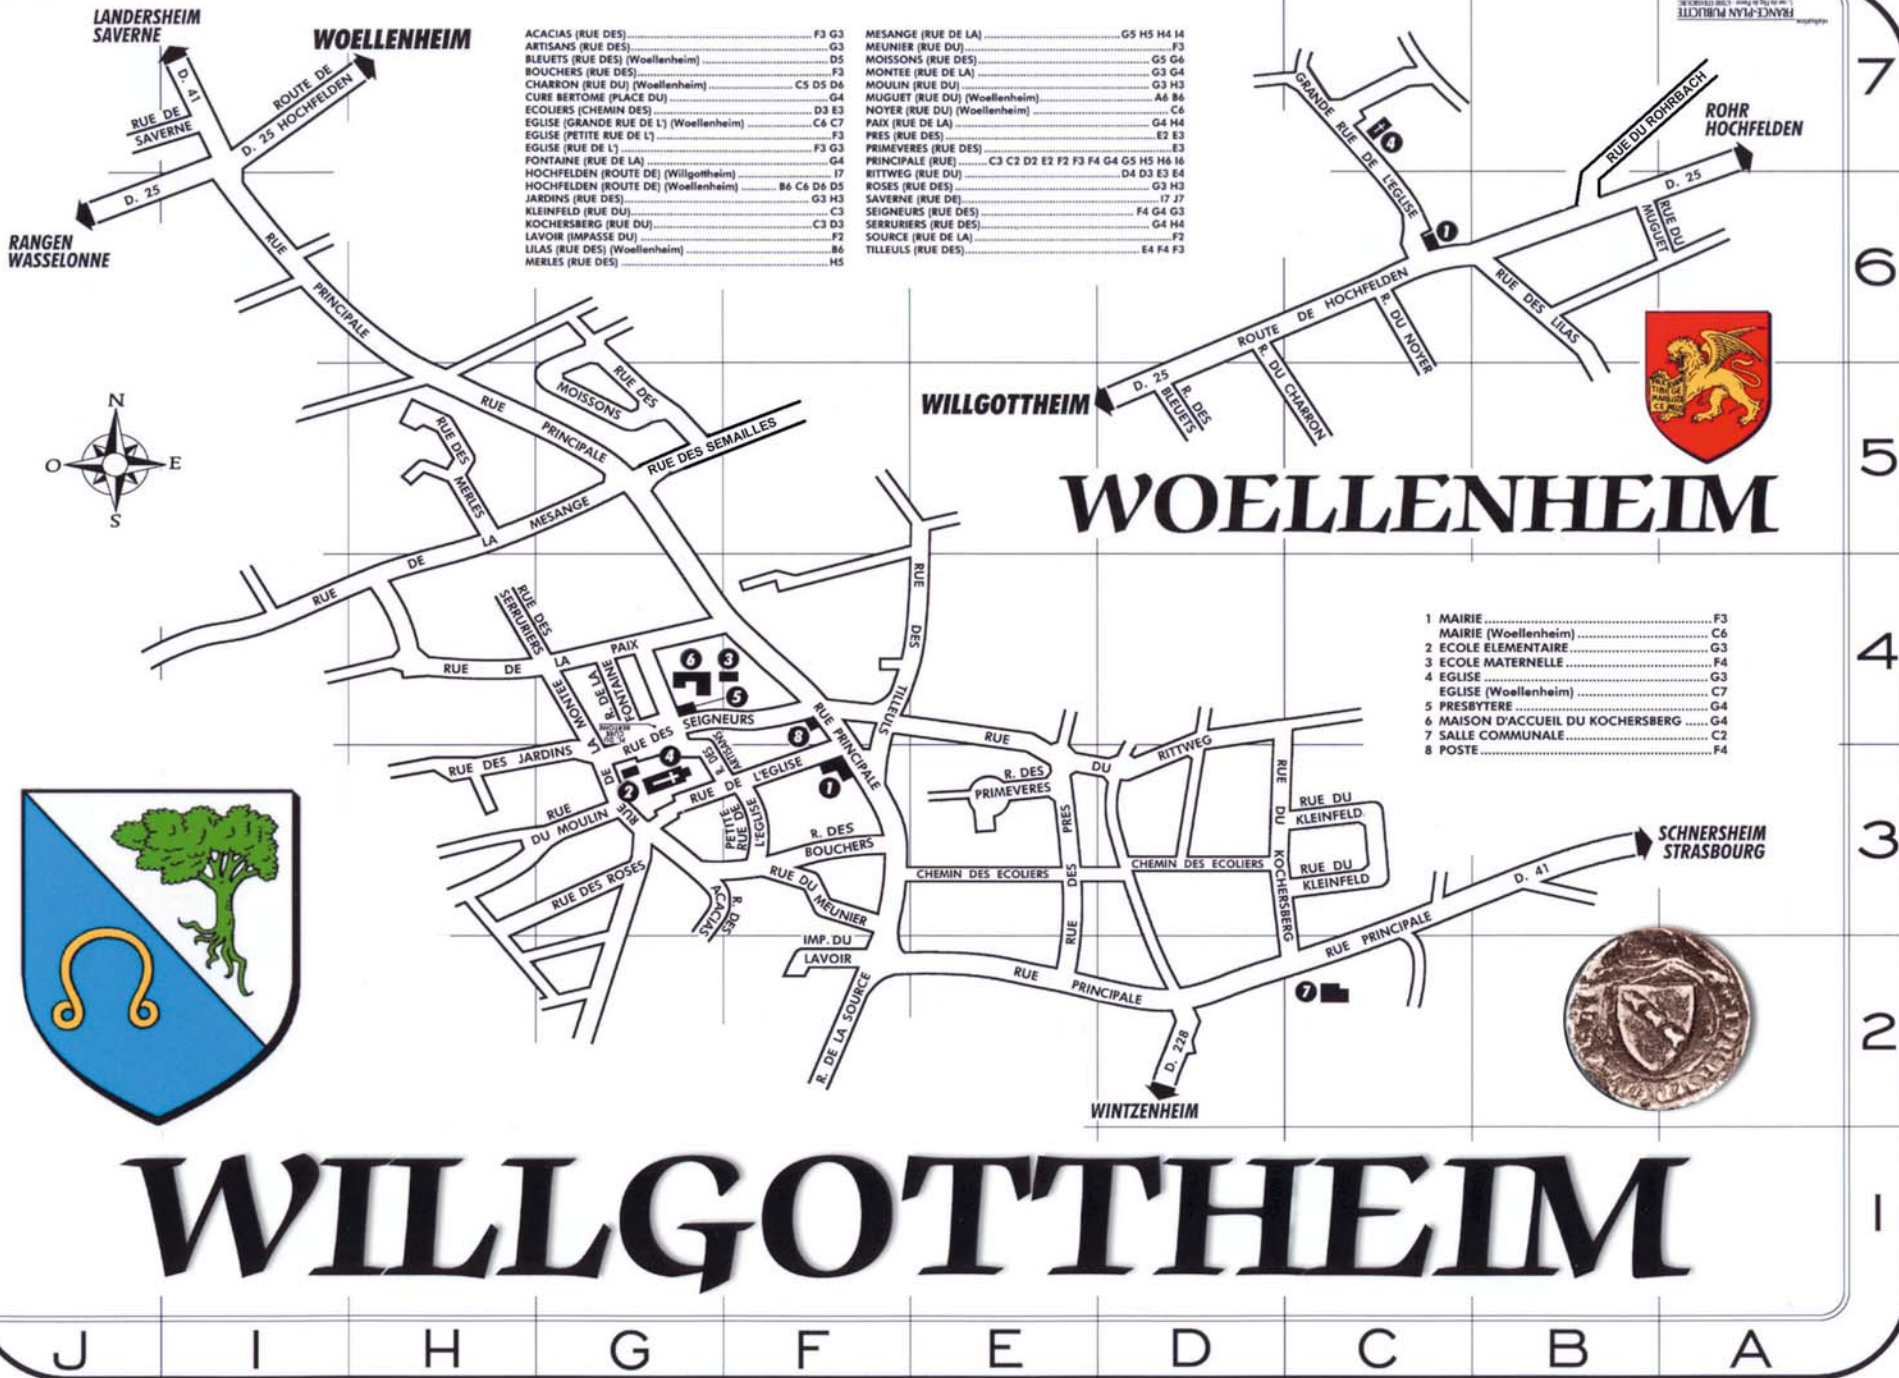 LANDERSHEIM
SAVERNE
D. 41
WOELLENHEIM
ROUTE DE
D. 25 HOCHFELDEN
RUE DE
SAVERNE
D. 25
RANGEN
WASSELONNE
ACACIAS (RUE DES) F3 G3
ARTISANS (RUE DES) G3
BLEUETS (RUE DES) (Woellenheim) D5
BOUCHERS (RUE DES) F3
CHARRON (RUE DU) (Woellenheim) C5 D5 D6
CURE BERTOME (PLACE DU) G4
ECOLIERS (CHEMIN DES) D3 E3
EGLISE (GRANDE RUE DE L') (Woellenheim) C6 C7
EGLISE (PETITE RUE DE L') F3
EGLISE (RUE DE L') F3 G3
FONTAINE (RUE DE LA) G4
HOCHFELDEN (ROUTE DE) (Willgottheim) I7
HOCHFELDEN (ROUTE DE) (Woellenheim) B6 C6 D6 D5
JARDINS (RUE DES) G3 H3
KLEINFELD (RUE DU) C3
KOCHERSBERG (RUE DU) C3 D3
LAVOIR (IMPASSE DU) F2
LILAS (RUE DES) (Woellenheim) B6
MERLES (RUE DES) H5
MESANGE (RUE DE LA) G5 H5 H4 I4
MEUNIER (RUE DU) F3
MOISSONS (RUE DES) G5 G6
MONTEE (RUE DE LA) G3 G4
MOULIN (RUE DU) G3 H3
MUGUET (RUE DU) (Woellenheim) A6 B6
NOYER (RUE DU) (Woellenheim) C6
PAIX (RUE DE LA) G4 H4
PRES (RUE DES) E2 E3
PRIMEVERES (RUE DES) E3
PRINCIPALE (RUE) C3 C2 D2 E2 F2 F3 F4 G4 G5 H5 H6 I6
RITTWEG (RUE DU) D4 D3 E3 E4
ROSES (RUE DES) G3 H3
SAVERNE (RUE DE) I7 J7
SEIGNEURS (RUE DES) F4 G4 G3
SERRURIERS (RUE DES) G4 H4
SOURCE (RUE DE LA) F2
TILLEULS (RUE DES) E4 F4 F3
FRANCE-PLAN PUBLICITE
7
GRANDE RUE DE L'EGLISE
4
1
RUE DU ROHRBACH
ROHR
HOCHFELDEN
D. 25
RUE DU
MUGUET
6
RUE DES LILAS
ROUTE DE HOCHFELDEN
R. DU NOYER
R. DU CHARRON
R. DES
BLEUETS
D. 25
WILLGOTTHEIM
WOELLENHEIM
5
RUE PRINCIPALE
RUE PRINCIPALE
RUE DES
MOISSONS
RUE DES SEMAILLES
N
O
E
S
RUE DES
MERLES
RUE DE LA MESANGE
RUE DES
SERRURIERS
RUE DE LA PAIX
R. DE LA
FONTAINE
RUE DE LA MONTEE
6
3
5
RUE DES SEIGNEURS
8
RUE PRINCIPALE
RUE DES TILLEULS
1 MAIRIE F3
MAIRIE (Woellenheim) C6
2 ECOLE ELEMENTAIRE G3
3 ECOLE MATERNELLE F4
4 EGLISE G3
EGLISE (Woellenheim) C7
5 PRESBYTERE G4
6 MAISON D'ACCUEIL DU KOCHERSBERG G4
7 SALLE COMMUNALE C2
8 POSTE F4
4
RUE DES JARDINS
4
2
R. DES
ARTISANS
RUE DE L'EGLISE
1
RUE
DU MOULIN
PETITE
RUE DE
L'EGLISE
R. DES
BOUCHERS
RUE DES ROSES
R. DES
ACACIAS
RUE DU
MEUNIER
IMP. DU
LAVOIR
R. DE LA SOURCE
RUE DU RITTWEG
R. DES
PRIMEVERES
RUE DES PRES
CHEMIN DES ECOLIERS
CHEMIN DES ECOLIERS
RUE DU KOCHERSBERG
RUE DU
KLEINFELD
RUE DU
KLEINFELD
SCHNERSHEIM
STRASBOURG
D. 41
3
RUE PRINCIPALE
RUE PRINCIPALE
7
D. 228
WINTZENHEIM
2
WILLGOTTHEIM
1
J I H G F E D C B A